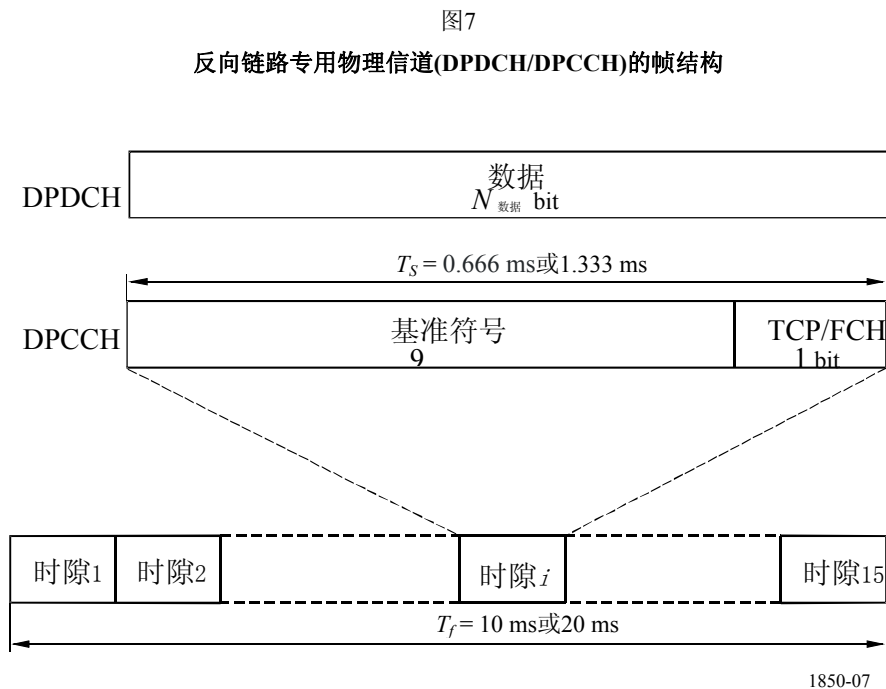 图7
反向链路专用物理信道(DPDCH/DPCCH)的帧结构
DPDCH
数据
N 数据 bit
T_S = 0.666 ms或1.333 ms
DPCCH
基准符号
9
TCP/FCH
1 bit
时隙1
时隙2
时隙i
时隙15
T_f = 10 ms或20 ms
1850-07